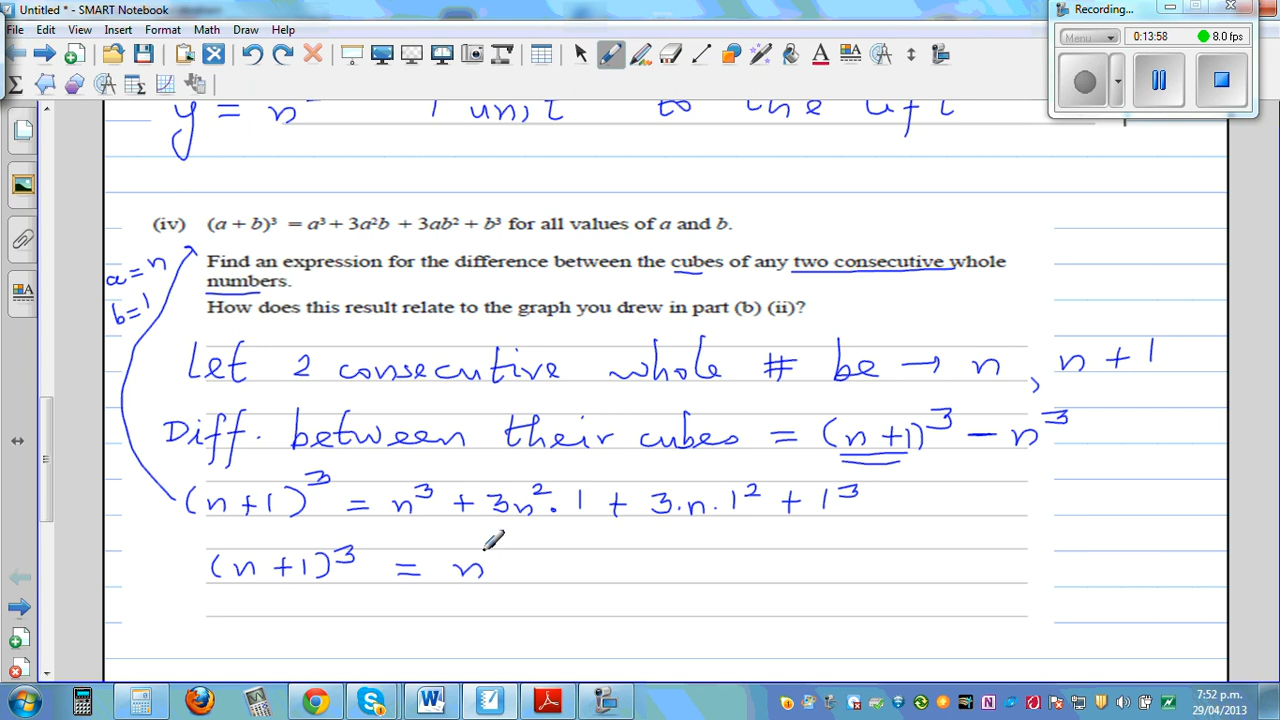 Untitled * - SMART Notebook
File Edit View Insert Format Math Draw Help
Recording...
Menu 0:13:58 8.0 fps
y = n 1 unit to the left
(iv) (a + b)³ = a³ + 3a²b + 3ab² + b³ for all values of a and b.
Find an expression for the difference between the cubes of any two consecutive whole
numbers.
How does this result relate to the graph you drew in part (b) (ii)?
a = n
b = 1
Let 2 consecutive whole # be → n, n + 1
Diff. between their cubes = (n+1)³ − n³
(n+1)³ = n³ + 3n².1 + 3.n.1² + 1³
(n+1)³ = n
7:52 p.m.
29/04/2013